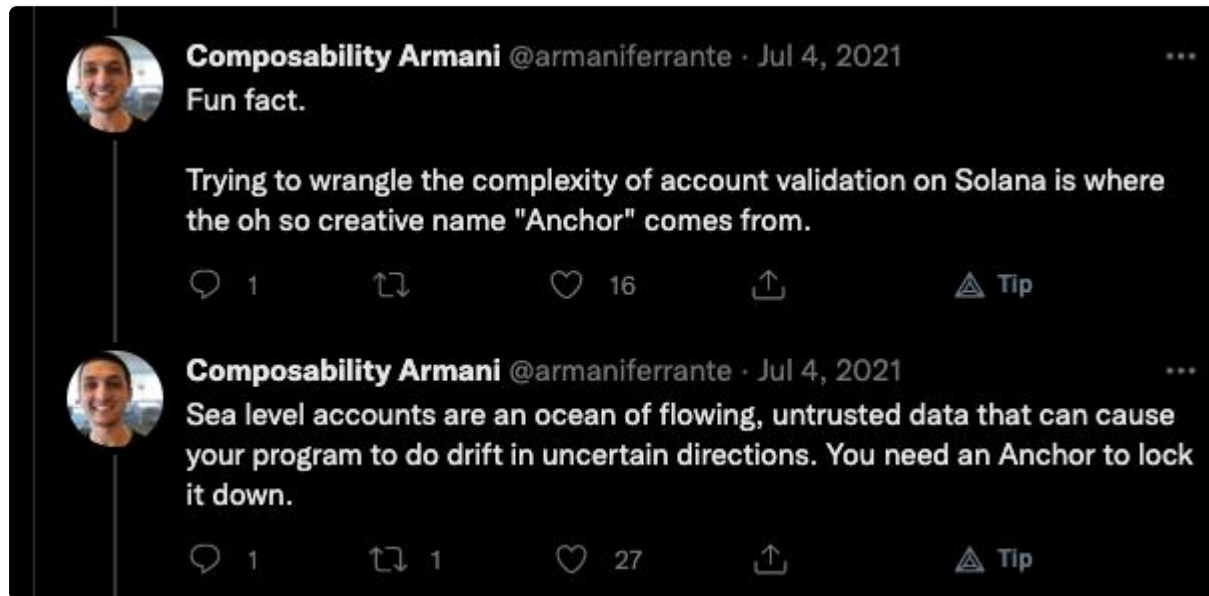 Composability Armani @armaniferrante · Jul 4, 2021
Fun fact.
Trying to wrangle the complexity of account validation on Solana is where
the oh so creative name "Anchor" comes from.
1 16 Tip
Composability Armani @armaniferrante · Jul 4, 2021
Sea level accounts are an ocean of flowing, untrusted data that can cause
your program to do drift in uncertain directions. You need an Anchor to lock
it down.
1 1 27 Tip